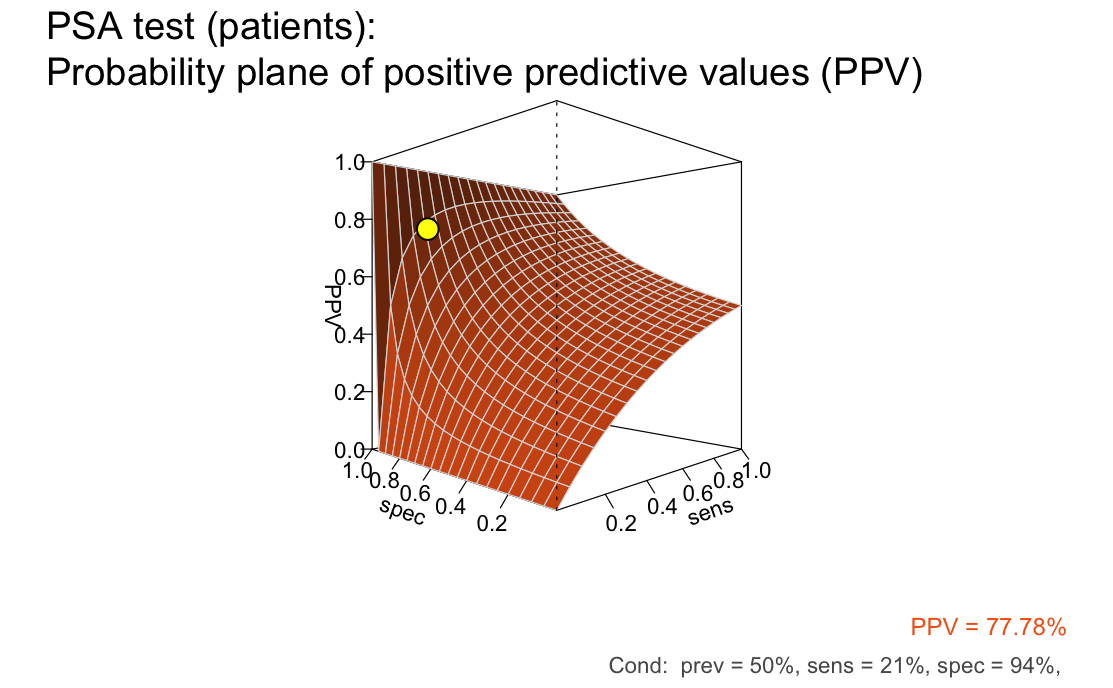 PSA test (patients):
Probability plane of positive predictive values (PPV)
1.0
0.8
0.6
0.4
0.2
0.0
PPV
1.0
0.8
0.6
0.4
0.2
spec
0.2
0.4
0.6
0.8
1.0
sens
PPV = 77.78%
Cond: prev = 50%, sens = 21%, spec = 94%,